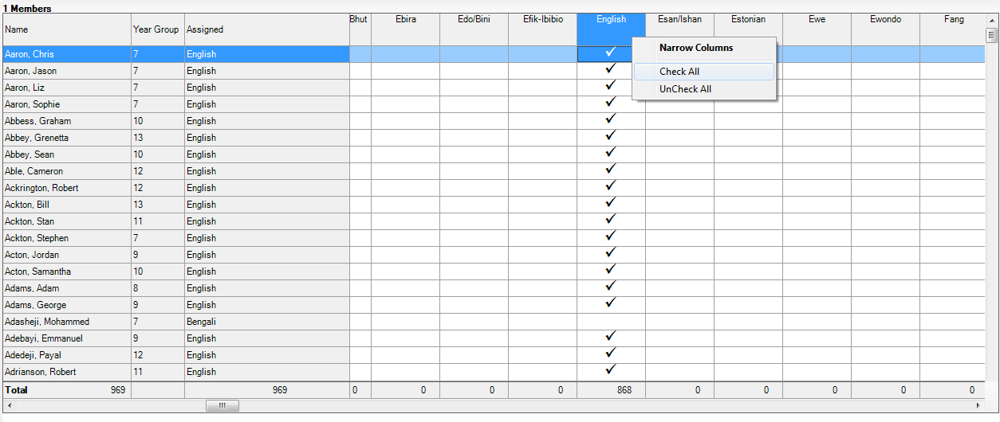 1 Members
Name Year Group Assigned Bhut Ebira Edo/Bini Efik-Ibibio English Esan/Ishan Estonian Ewe Ewondo Fang
Narrow Columns
Check All
UnCheck All
Aaron, Chris 7 English
Aaron, Jason 7 English
Aaron, Liz 7 English
Aaron, Sophie 7 English
Abbess, Graham 10 English
Abbey, Grenetta 13 English
Abbey, Sean 10 English
Able, Cameron 12 English
Ackrington, Robert 12 English
Ackton, Bill 13 English
Ackton, Stan 11 English
Ackton, Stephen 7 English
Acton, Jordan 9 English
Acton, Samantha 10 English
Adams, Adam 8 English
Adams, George 9 English
Adasheji, Mohammed 7 Bengali
Adebayi, Emmanuel 9 English
Adedeji, Payal 12 English
Adrianson, Robert 11 English
Total 969 969 0 0 0 0 868 0 0 0 0 0